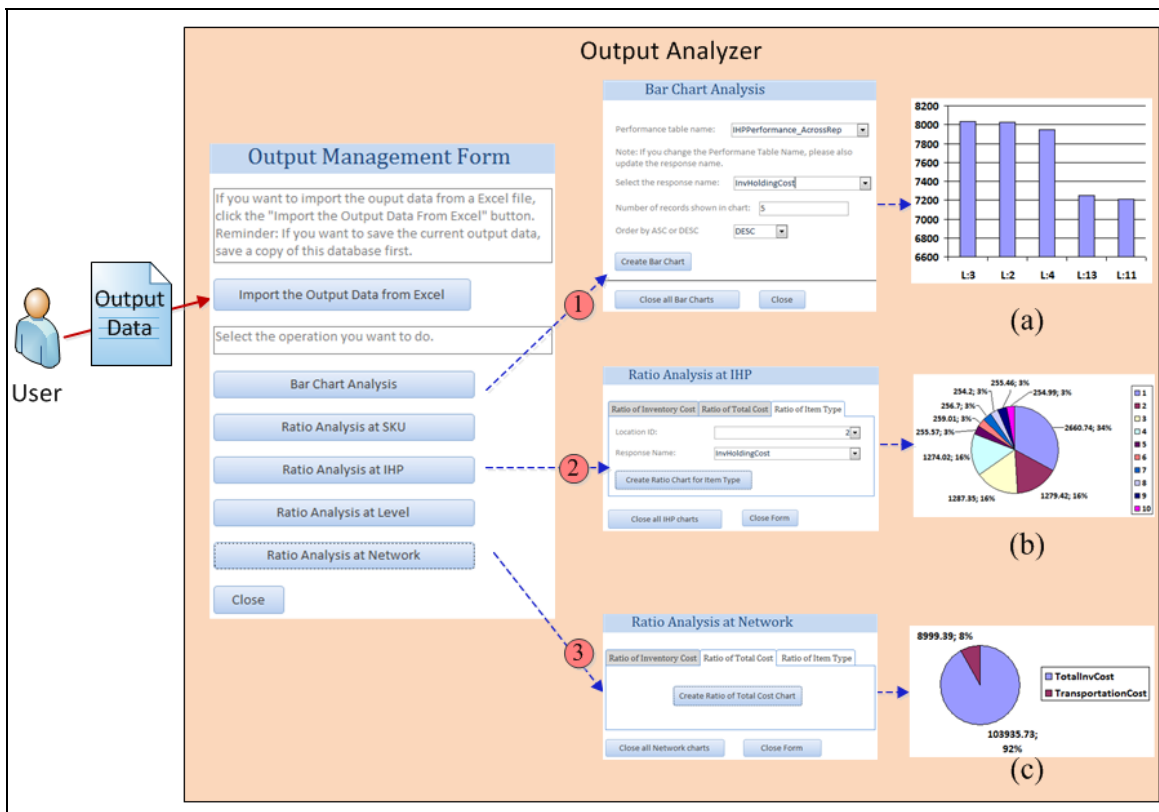 Output Analyzer
User
Output
Data
Output Management Form
If you want to import the ouput data from a Excel file,
click the "Import the Output Data From Excel" button.
Reminder: If you want to save the current output data,
save a copy of this database first.
Import the Output Data from Excel
Select the operation you want to do.
Bar Chart Analysis
Ratio Analysis at SKU
Ratio Analysis at IHP
Ratio Analysis at Level
Ratio Analysis at Network
Close
1
2
3
Bar Chart Analysis
Performance table name: IHPPerformance_AcrossRep
Note: If you change the Performane Table Name, please also
update the response name.
Select the response name: InvHoldingCost
Number of records shown in chart: 5
Order by ASC or DESC DESC
Create Bar Chart
Close all Bar Charts Close
8200
8000
7800
7600
7400
7200
7000
6800
6600
L:3 L:2 L:4 L:13 L:11
(a)
Ratio Analysis at IHP
Ratio of Inventory Cost Ratio of Total Cost Ratio of Item Type
Location ID: 2
Response Name: InvHoldingCost
Create Ratio Chart for Item Type
Close all IHP charts Close Form
255.46; 3%
254.2; 3% 254.99; 3%
256.7; 3%
259.01; 3%
255.57; 3%
2660.74; 34%
1274.02; 16%
1287.35; 16%
1279.42; 16%
1
2
3
4
5
6
7
8
9
10
(b)
Ratio Analysis at Network
Ratio of Inventory Cost Ratio of Total Cost Ratio of Item Type
Create Ratio of Total Cost Chart
Close all Network charts Close Form
8999.39; 8%
103935.73;
92%
TotalInvCost
TransportationCost
(c)